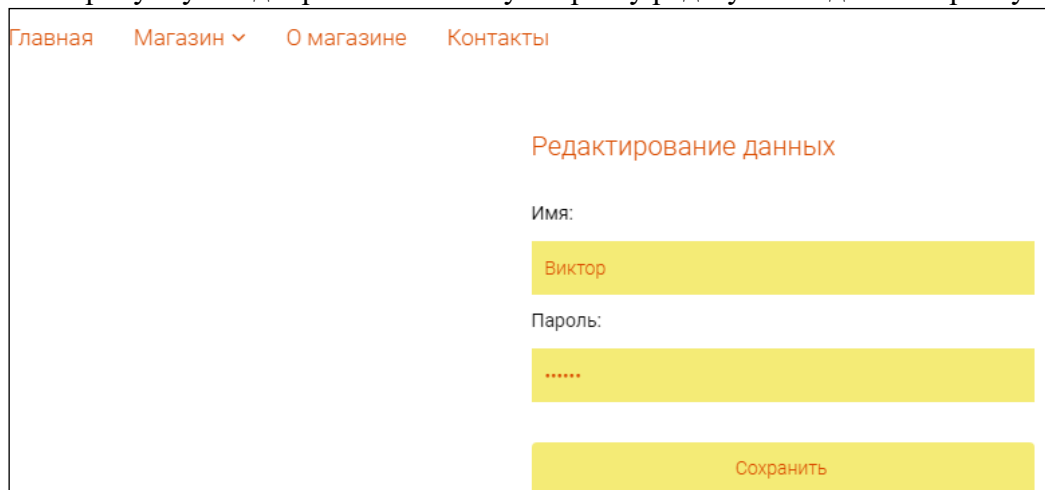 Главная Магазин О магазине Контакты
Редактирование данных
Имя:
Виктор
Пароль:
••••••
Сохранить